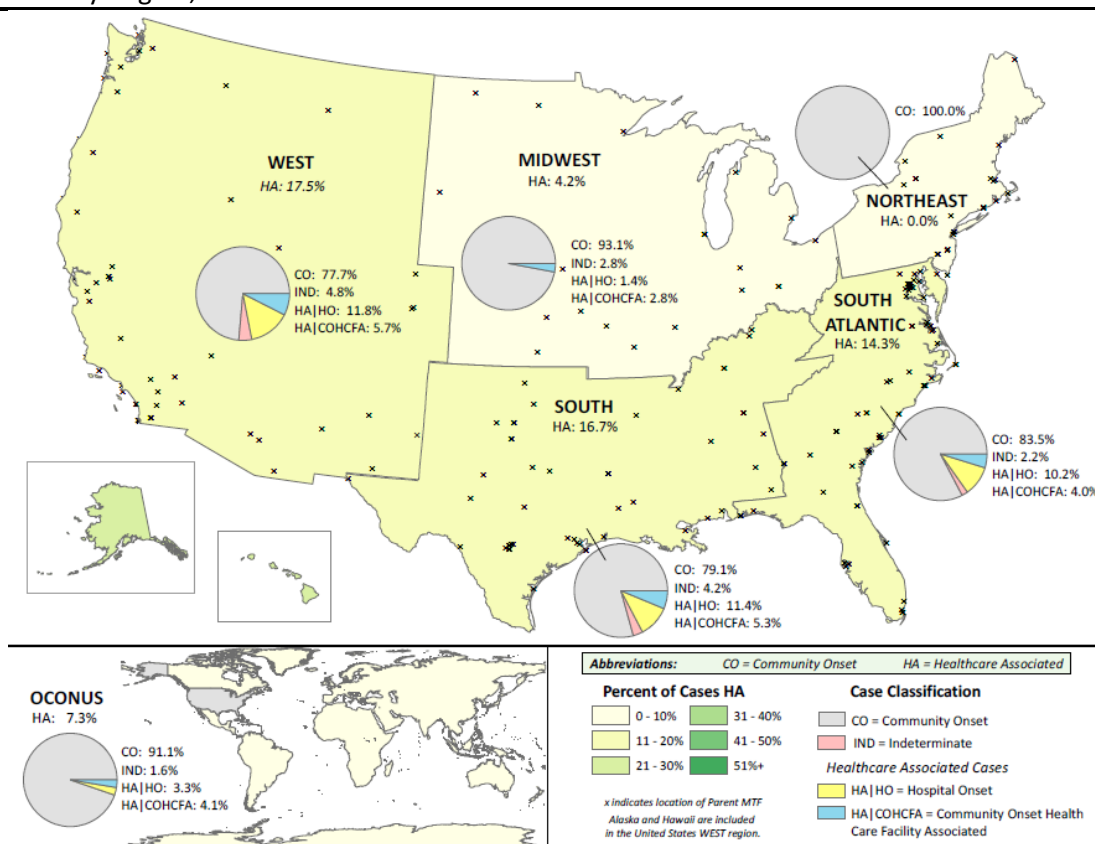 WEST
HA: 17.5%
CO: 77.7%
IND: 4.8%
HA|HO: 11.8%
HA|COHCFA: 5.7%
MIDWEST
HA: 4.2%
CO: 93.1%
IND: 2.8%
HA|HO: 1.4%
HA|COHCFA: 2.8%
CO: 100.0%
NORTHEAST
HA: 0.0%
SOUTH
ATLANTIC
HA: 14.3%
CO: 83.5%
IND: 2.2%
HA|HO: 10.2%
HA|COHCFA: 4.0%
SOUTH
HA: 16.7%
CO: 79.1%
IND: 4.2%
HA|HO: 11.4%
HA|COHCFA: 5.3%
OCONUS
HA: 7.3%
CO: 91.1%
IND: 1.6%
HA|HO: 3.3%
HA|COHCFA: 4.1%
Abbreviations: CO = Community Onset HA = Healthcare Associated
Percent of Cases HA
0 - 10%
11 - 20%
21 - 30%
31 - 40%
41 - 50%
51%+
x indicates location of Parent MTF
Alaska and Hawaii are included
in the United States WEST region.
Case Classification
CO = Community Onset
IND = Indeterminate
Healthcare Associated Cases
HA|HO = Hospital Onset
HA|COHCFA = Community Onset Health
Care Facility Associated